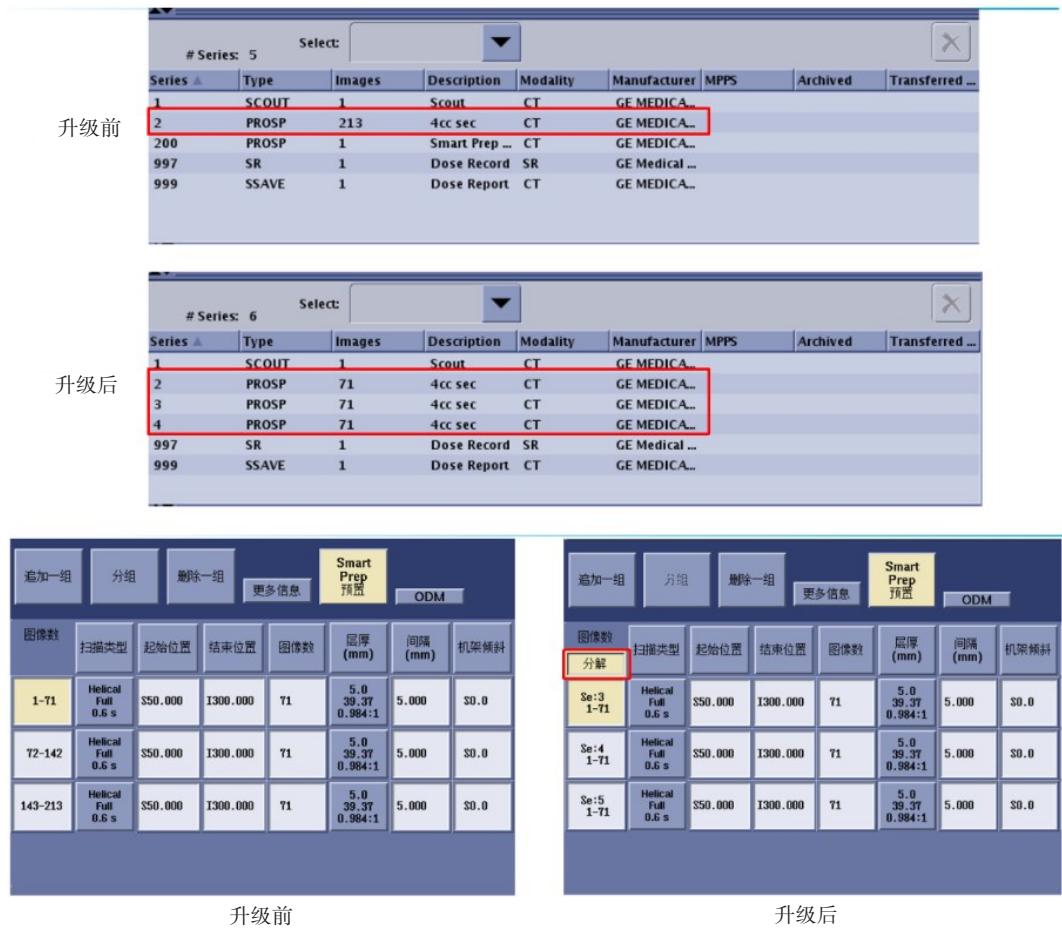 # Series: 5 Select:
Series Type Images Description Modality Manufacturer MPPS Archived Transferred ...
1 SCOUT 1 Scout CT GE MEDICA...
升级前
2 PROSP 213 4cc sec CT GE MEDICA...
200 PROSP 1 Smart Prep ... CT GE MEDICA...
997 SR 1 Dose Record SR GE Medical ...
999 SSAVE 1 Dose Report CT GE MEDICA...
# Series: 6 Select:
Series Type Images Description Modality Manufacturer MPPS Archived Transferred ...
1 SCOUT 1 Scout CT GE MEDICA...
升级后
2 PROSP 71 4cc sec CT GE MEDICA...
3 PROSP 71 4cc sec CT GE MEDICA...
4 PROSP 71 4cc sec CT GE MEDICA...
997 SR 1 Dose Record SR GE Medical ...
999 SSAVE 1 Dose Report CT GE MEDICA...
追加一组 分组 删除一组 更多信息 Smart Prep 预置 ODM
图像数 扫描类型 起始位置 结束位置 图像数 层厚 (mm) 间隔 (mm) 机架倾斜
1-71 Helical Full 0.6 s S50.000 I300.000 71 5.0 39.37 0.984:1 5.000 S0.0
72-142 Helical Full 0.6 s S50.000 I300.000 71 5.0 39.37 0.984:1 5.000 S0.0
143-213 Helical Full 0.6 s S50.000 I300.000 71 5.0 39.37 0.984:1 5.000 S0.0
升级前
追加一组 分组 删除一组 更多信息 Smart Prep 预置 ODM
图像数 分解 扫描类型 起始位置 结束位置 图像数 层厚 (mm) 间隔 (mm) 机架倾斜
Se:3 1-71 Helical Full 0.6 s S50.000 I300.000 71 5.0 39.37 0.984:1 5.000 S0.0
Se:4 1-71 Helical Full 0.6 s S50.000 I300.000 71 5.0 39.37 0.984:1 5.000 S0.0
Se:5 1-71 Helical Full 0.6 s S50.000 I300.000 71 5.0 39.37 0.984:1 5.000 S0.0
升级后